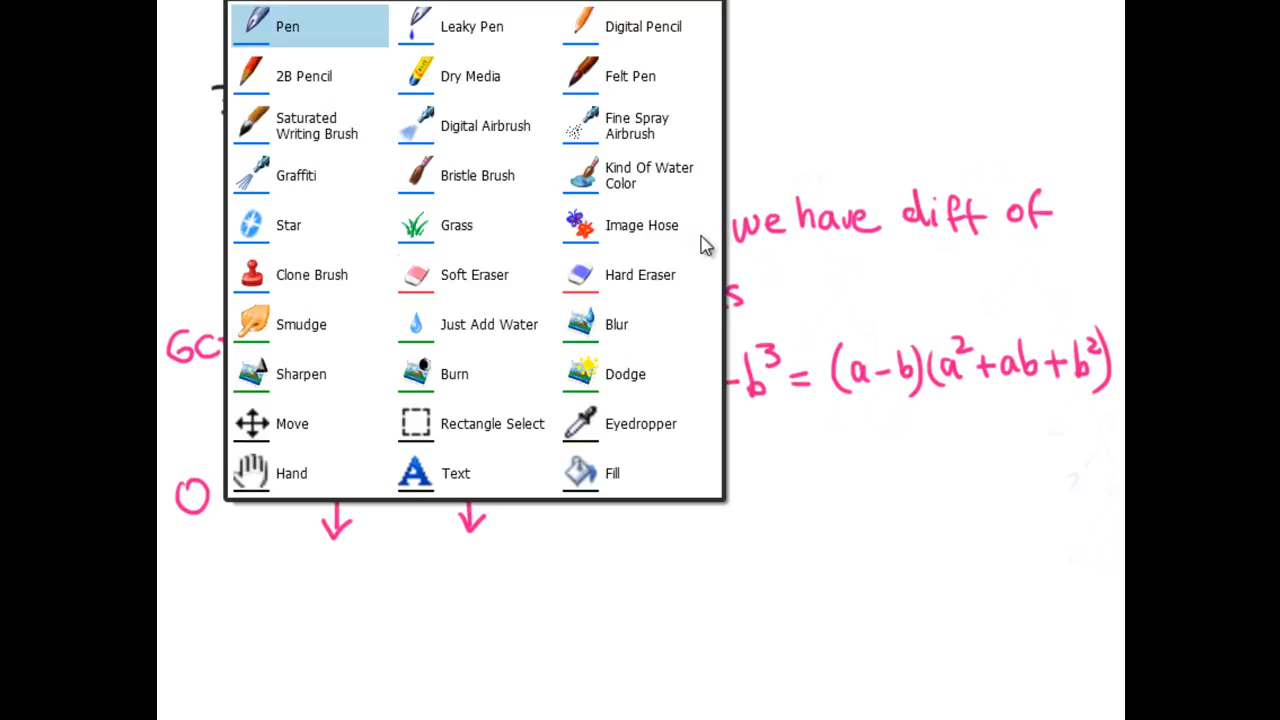 Pen Leaky Pen Digital Pencil
2B Pencil Dry Media Felt Pen
Saturated Writing Brush Digital Airbrush Fine Spray Airbrush
Graffiti Bristle Brush Kind Of Water Color
Star Grass Image Hose
we have diff of
Clone Brush Soft Eraser Hard Eraser
s
Smudge Just Add Water Blur
GC
Sharpen Burn Dodge
-b³ = (a-b)(a²+ab+b²)
Move Rectangle Select Eyedropper
Hand Text Fill
O